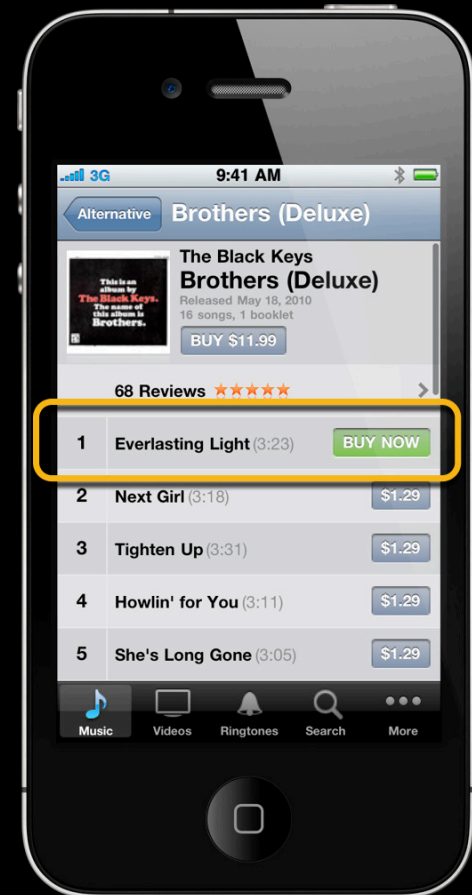 3G 9:41 AM
Alternative Brothers (Deluxe)
This is an
album by
The Black Keys.
The name of
this album is
Brothers.
The Black Keys
Brothers (Deluxe)
Released May 18, 2010
16 songs, 1 booklet
BUY $11.99
68 Reviews
1 Everlasting Light (3:23) BUY NOW
2 Next Girl (3:18) $1.29
3 Tighten Up (3:31) $1.29
4 Howlin' for You (3:11) $1.29
5 She's Long Gone (3:05) $1.29
Music Videos Ringtones Search More